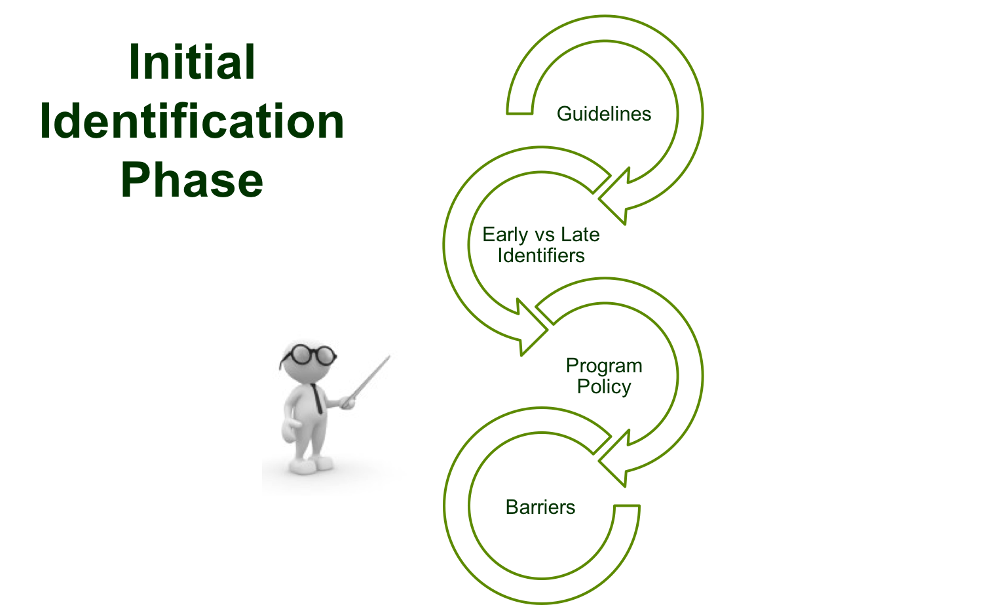 Initial
Identification
Phase
Guidelines
Early vs Late
Identifiers
Program
Policy
Barriers